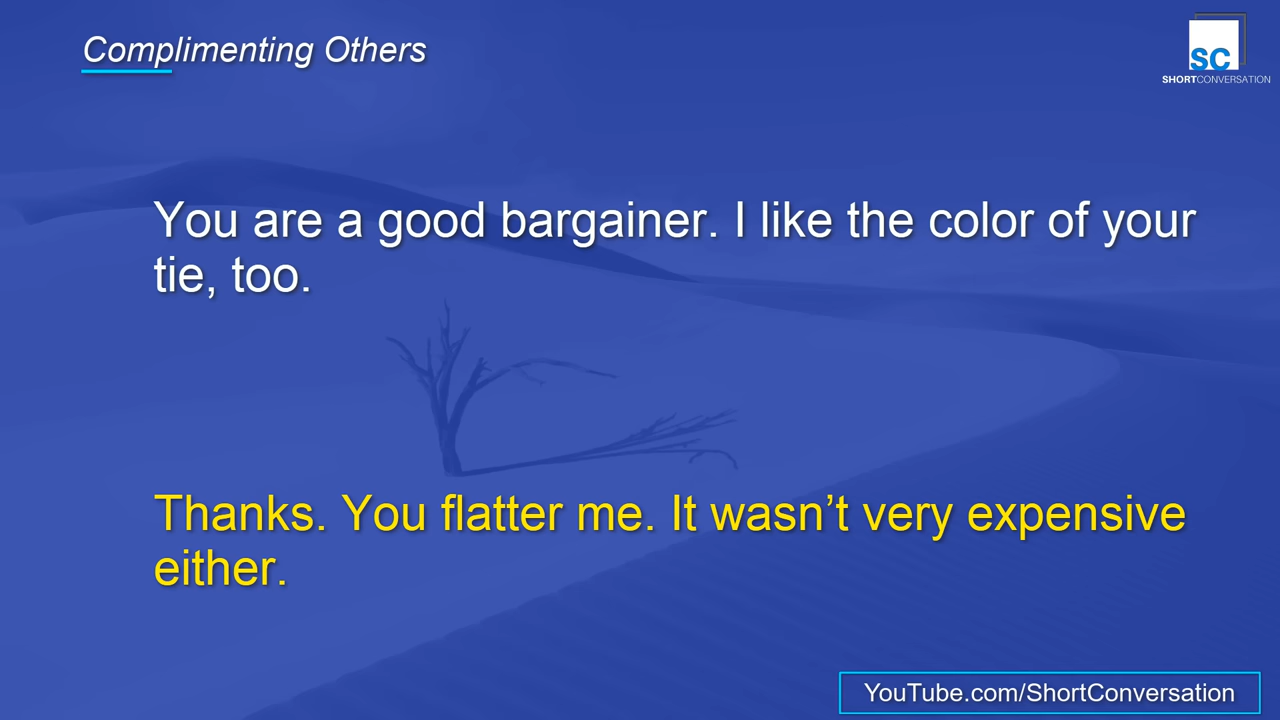 Complimenting Others
SC
SHORTCONVERSATION
You are a good bargainer. I like the color of your
tie, too.
Thanks. You flatter me. It wasn’t very expensive
either.
YouTube.com/ShortConversation